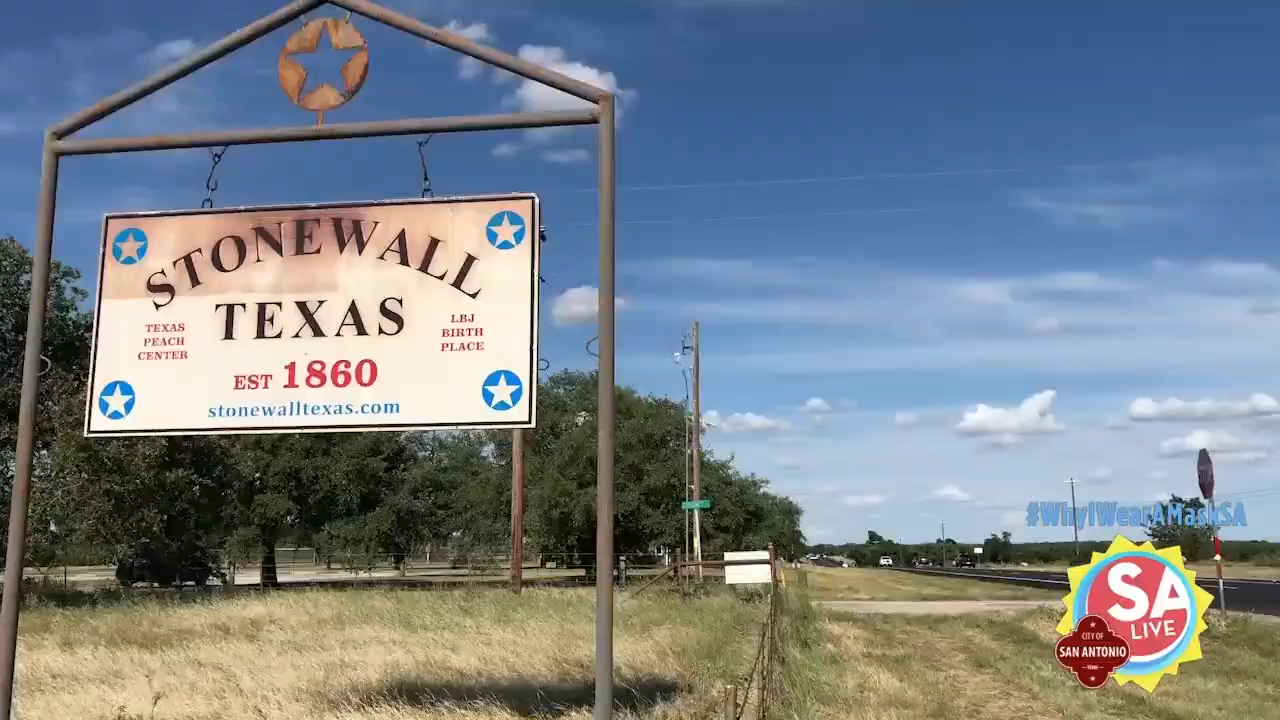 STONEWALL
TEXAS
TEXAS
PEACH
CENTER
LBJ
BIRTH
PLACE
EST 1860
stonewalltexas.com
#WhyIWearAMaskSA
SA
LIVE
CITY OF
SAN ANTONIO
TEXAS